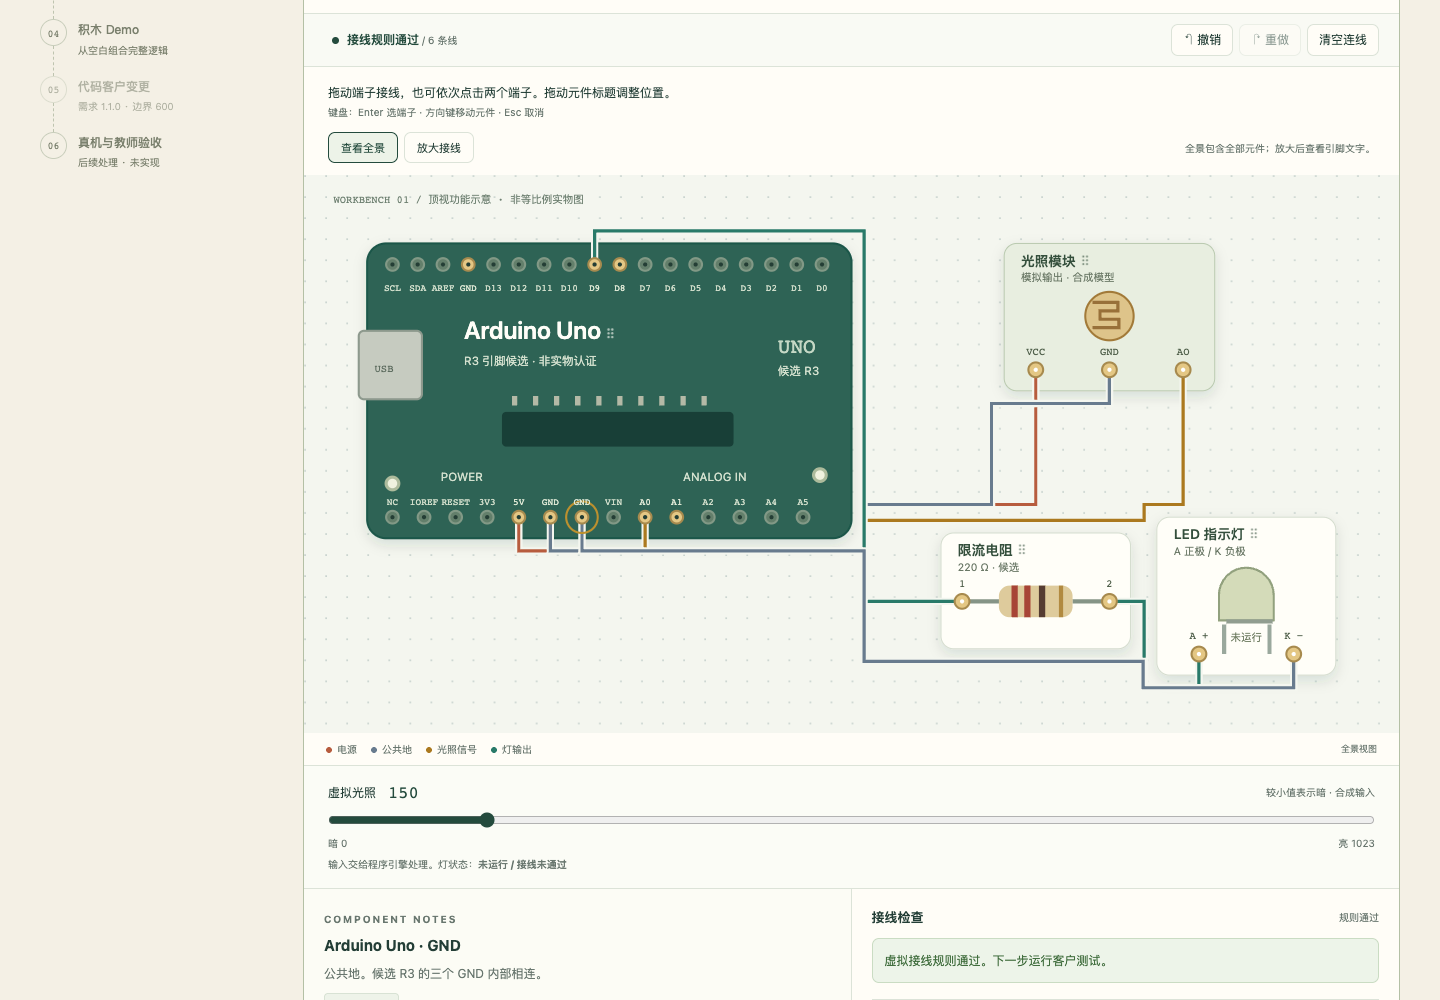 04
积木 Demo
从空白组合完整逻辑
05
代码客户变更
需求 1.1.0 · 边界 600
06
真机与教师验收
后续处理 · 未实现
接线规则通过 / 6 条线
撤销
重做
清空连线
拖动端子接线，也可依次点击两个端子。拖动元件标题调整位置。
键盘：Enter 选端子 · 方向键移动元件 · Esc 取消
查看全景
放大接线
全景包含全部元件；放大后查看引脚文字。
WORKBENCH 01 / 顶视功能示意 · 非等比例实物图
SCL SDA AREF GND D13 D12 D11 D10 D9 D8 D7 D6 D5 D4 D3 D2 D1 D0
Arduino Uno
R3 引脚候选 · 非实物认证
UNO
候选 R3
USB
POWER
ANALOG IN
NC IOREF RESET 3V3 5V GND GND VIN A0 A1 A2 A3 A4 A5
光照模块
模拟输出 · 合成模型
VCC GND AO
限流电阻
220 Ω · 候选
1 2
LED 指示灯
A 正极 / K 负极
A + 未运行 K −
电源
公共地
光照信号
灯输出
全景视图
虚拟光照 150
较小值表示暗 · 合成输入
暗 0
亮 1023
输入交给程序引擎处理。灯状态：未运行 / 接线未通过
COMPONENT NOTES
Arduino Uno · GND
公共地。候选 R3 的三个 GND 内部相连。
接线检查
规则通过
虚拟接线规则通过。下一步运行客户测试。